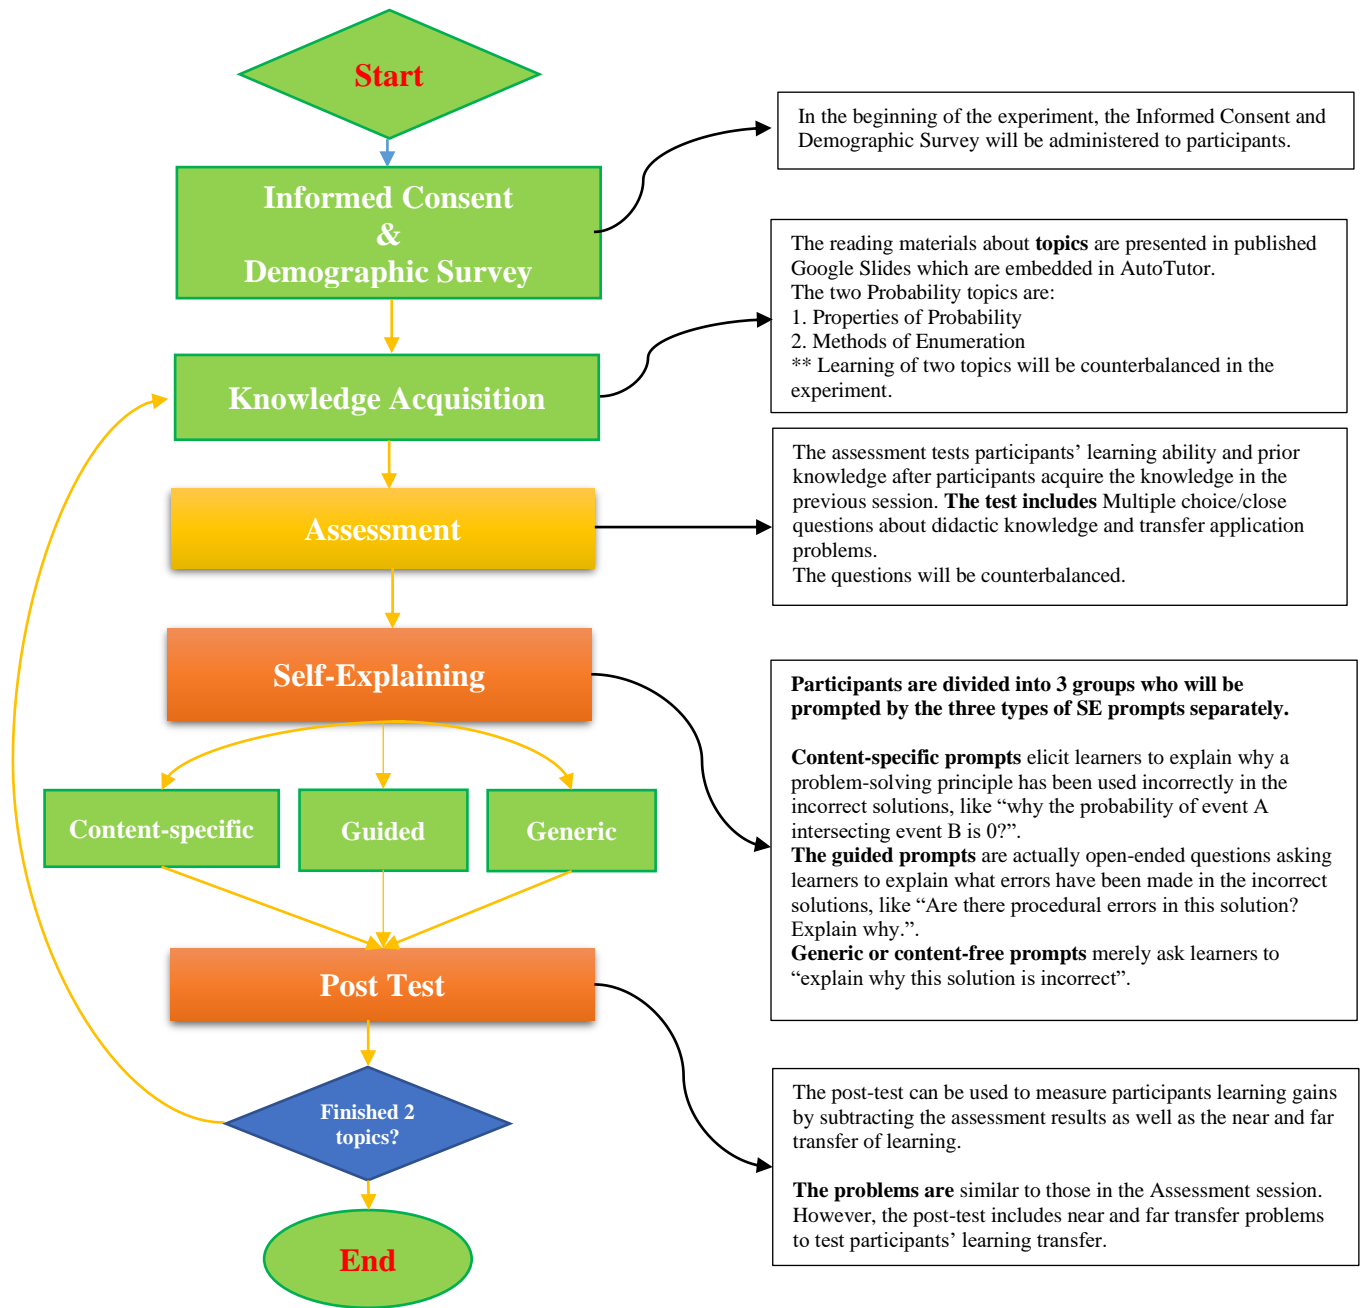 Start
In the beginning of the experiment, the Informed Consent and
Demographic Survey will be administered to participants.
Informed Consent
&
Demographic Survey
The reading materials about topics are presented in published
Google Slides which are embedded in AutoTutor.
The two Probability topics are:
1. Properties of Probability
2. Methods of Enumeration
** Learning of two topics will be counterbalanced in the
experiment.
Knowledge Acquisition
The assessment tests participants’ learning ability and prior
knowledge after participants acquire the knowledge in the
previous session. The test includes Multiple choice/close
questions about didactic knowledge and transfer application
problems.
The questions will be counterbalanced.
Assessment
Self-Explaining
Participants are divided into 3 groups who will be
prompted by the three types of SE prompts separately.
Content-specific prompts elicit learners to explain why a
problem-solving principle has been used incorrectly in the
incorrect solutions, like “why the probability of event A
intersecting event B is 0?”.
The guided prompts are actually open-ended questions asking
learners to explain what errors have been made in the incorrect
solutions, like “Are there procedural errors in this solution?
Explain why.”.
Generic or content-free prompts merely ask learners to
“explain why this solution is incorrect”.
Content-specific
Guided
Generic
Post Test
The post-test can be used to measure participants learning gains
by subtracting the assessment results as well as the near and far
transfer of learning.
The problems are similar to those in the Assessment session.
However, the post-test includes near and far transfer problems
to test participants’ learning transfer.
Finished 2
topics?
End